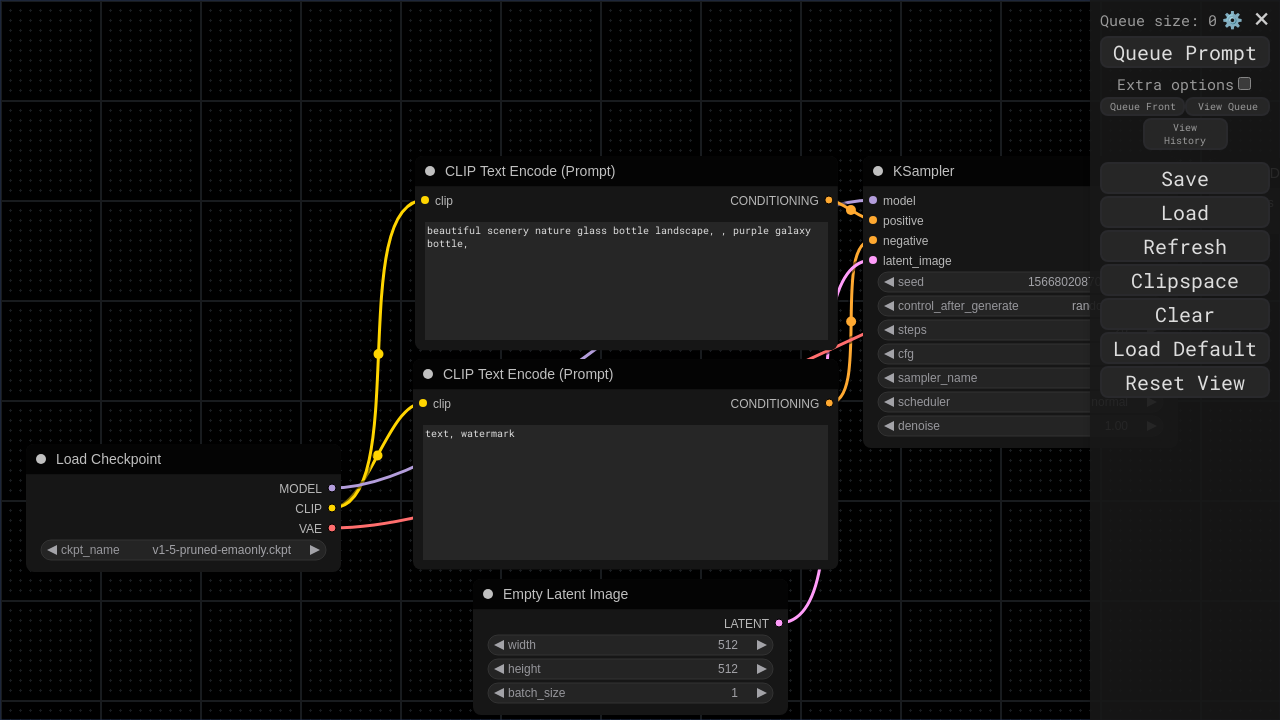 Queue size: 0
Queue Prompt
Extra options
Queue Front
View Queue
View
History
Save
Load
Refresh
Clipspace
Clear
Load Default
Reset View
CLIP Text Encode (Prompt)
clip
CONDITIONING
beautiful scenery nature glass bottle landscape, , purple galaxy
bottle,
KSampler
model
positive
negative
latent_image
seed
control_after_generate
steps
cfg
sampler_name
scheduler
normal
denoise
1.00
CLIP Text Encode (Prompt)
clip
CONDITIONING
text, watermark
Load Checkpoint
MODEL
CLIP
VAE
ckpt_name
v1-5-pruned-emaonly.ckpt
Empty Latent Image
LATENT
width
512
height
512
batch_size
1